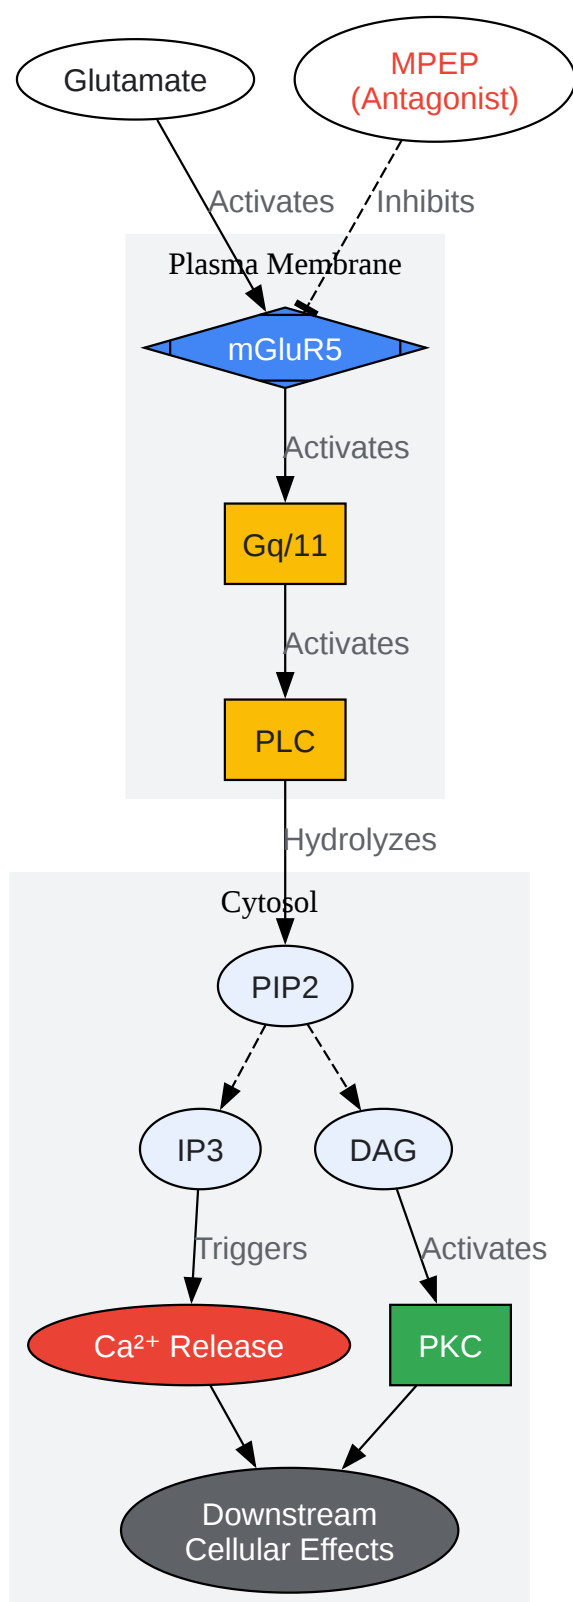 Glutamate
MPEP
(Antagonist)
Activates
Inhibits
Plasma Membrane
mGluR5
Activates
Gq/11
Activates
PLC
Hydrolyzes
Cytosol
PIP2
IP3
DAG
Triggers
Activates
Ca²⁺ Release
PKC
Downstream
Cellular Effects